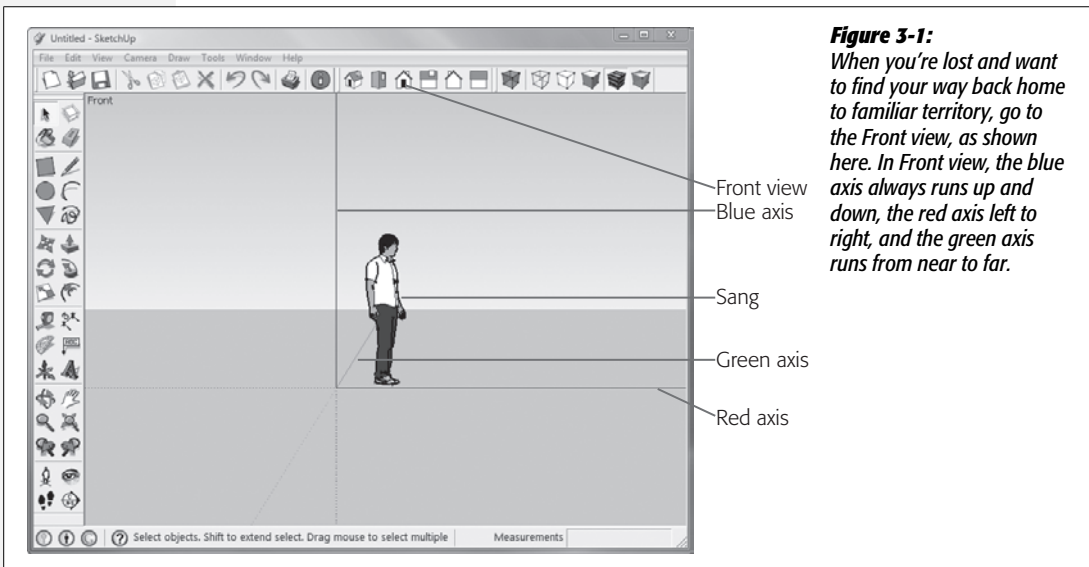 Untitled - SketchUp
File Edit View Camera Draw Tools Window Help
Front
Front view
Blue axis
Sang
Green axis
Red axis
Select objects. Shift to extend select. Drag mouse to select multiple
Measurements
Figure 3-1:
When you're lost and want
to find your way back home
to familiar territory, go to
the Front view, as shown
here. In Front view, the blue
axis always runs up and
down, the red axis left to
right, and the green axis
runs from near to far.